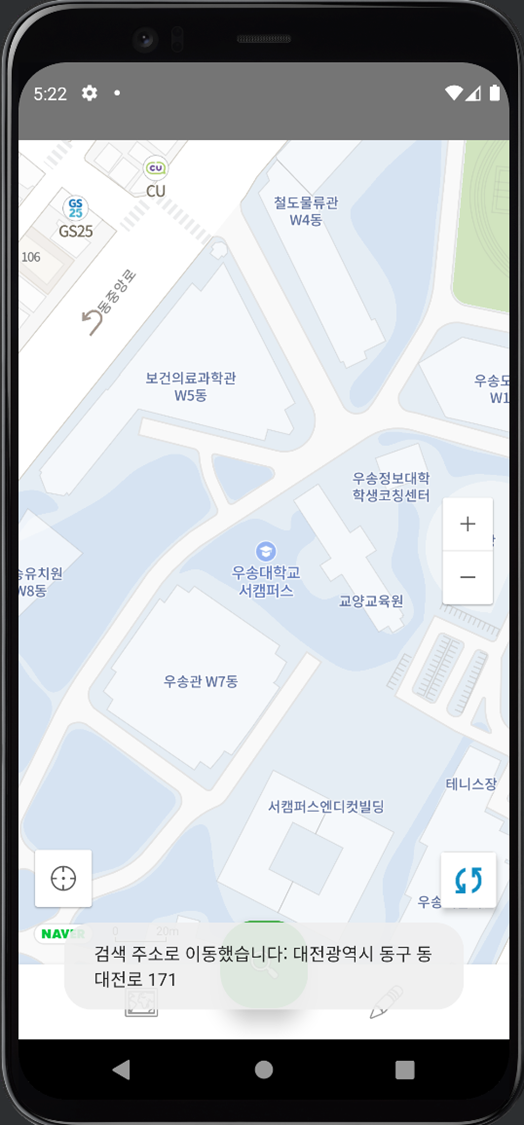 5:22
CU
CU
GS
25
GS25
106
동중앙로
철도물류관
W4동
보건의료과학관
W5동
우송정보대학
학생코칭센터
우송대학교
서캠퍼스
교양교육원
W8동
우송관 W7동
테니스장
서캠퍼스엔디컷빌딩
NAVER
0
20m
검색 주소로 이동했습니다: 대전광역시 동구 동
대전로 171